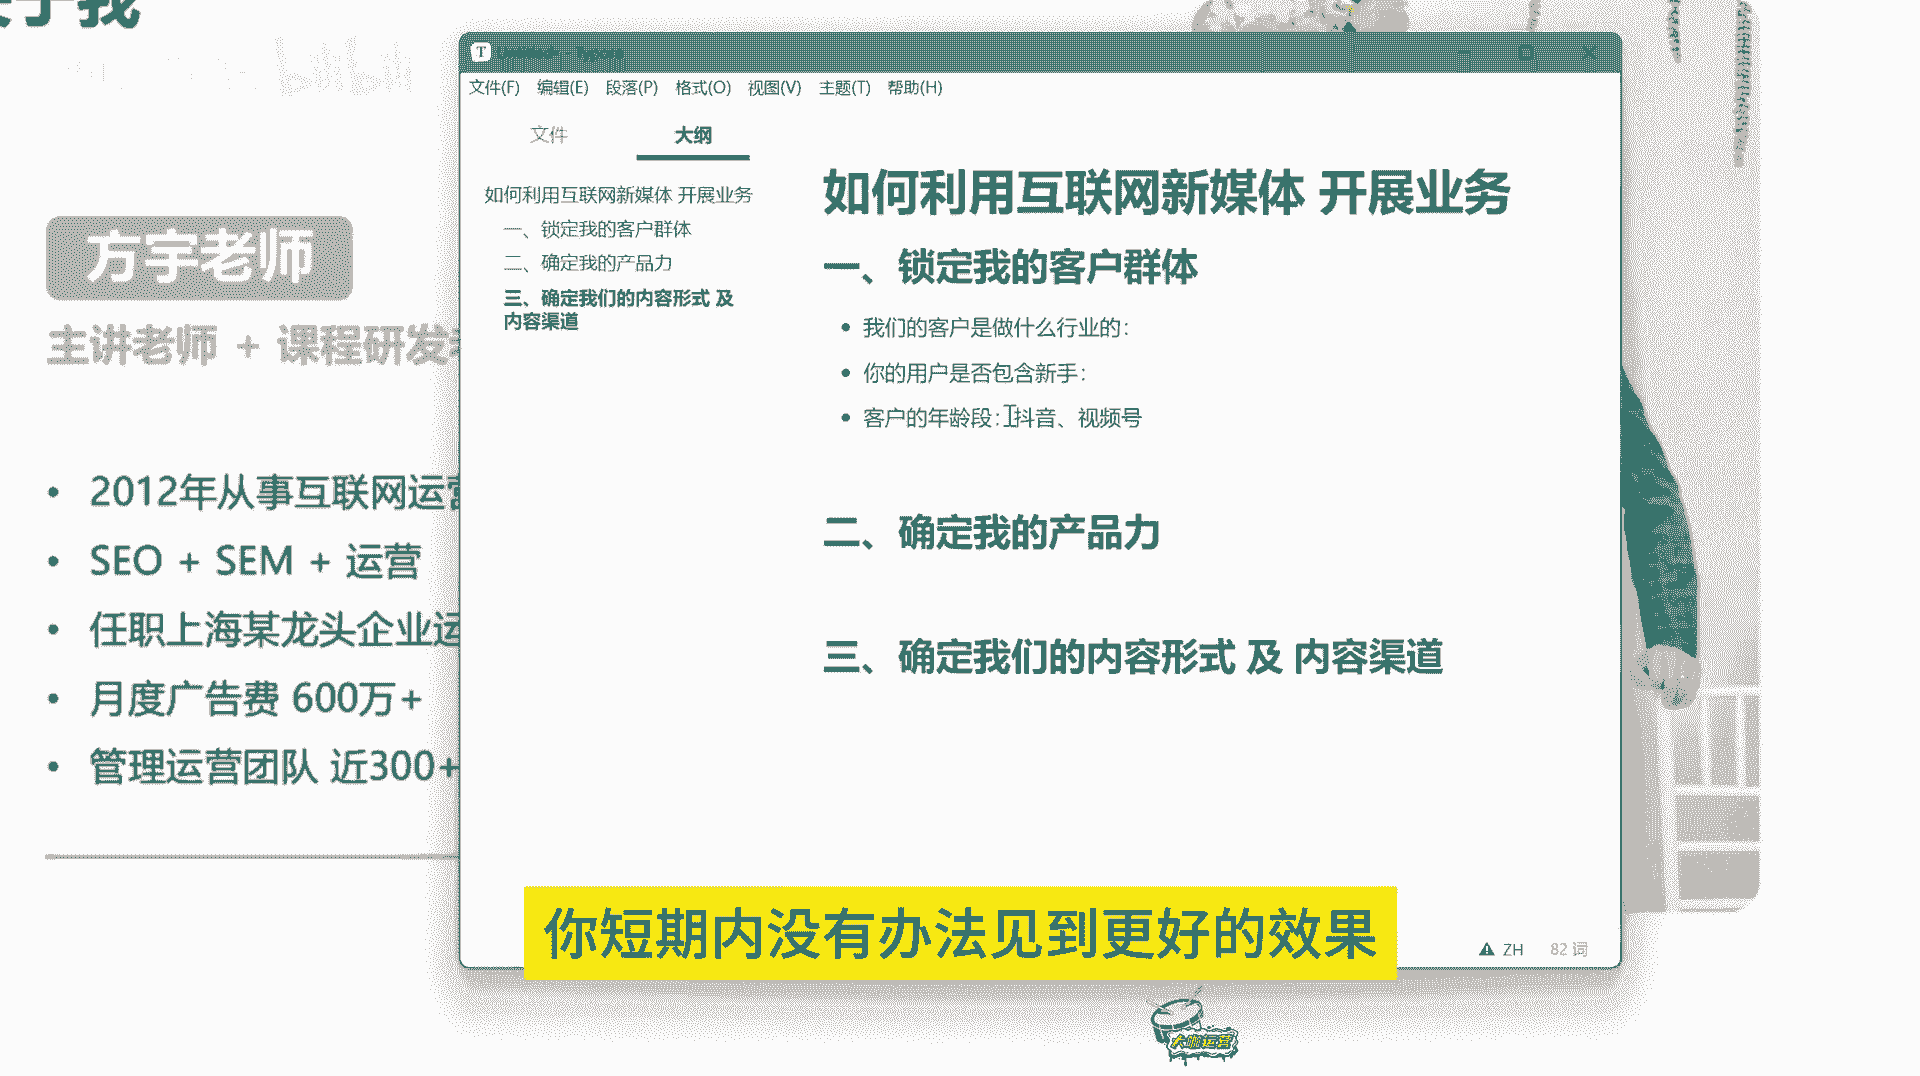 bilibili
方宇老师
主讲老师 + 课程研发
2012年从事互联网运营
SEO + SEM + 运营
任职上海某龙头企业运
月度广告费 600万+
管理运营团队 近300+
T
文件(F) 编辑(E) 段落(P) 格式(O) 视图(V) 主题(T) 帮助(H)
文件 大纲
如何利用互联网新媒体 开展业务
一、锁定我的客户群体
二、确定我的产品力
三、确定我们的内容形式 及
内容渠道
如何利用互联网新媒体 开展业务
一、锁定我的客户群体
我们的客户是做什么行业的：
你的用户是否包含新手：
客户的年龄段：抖音、视频号
二、确定我的产品力
三、确定我们的内容形式 及 内容渠道
ZH 82 词
你短期内没有办法见到更好的效果
大咖运营